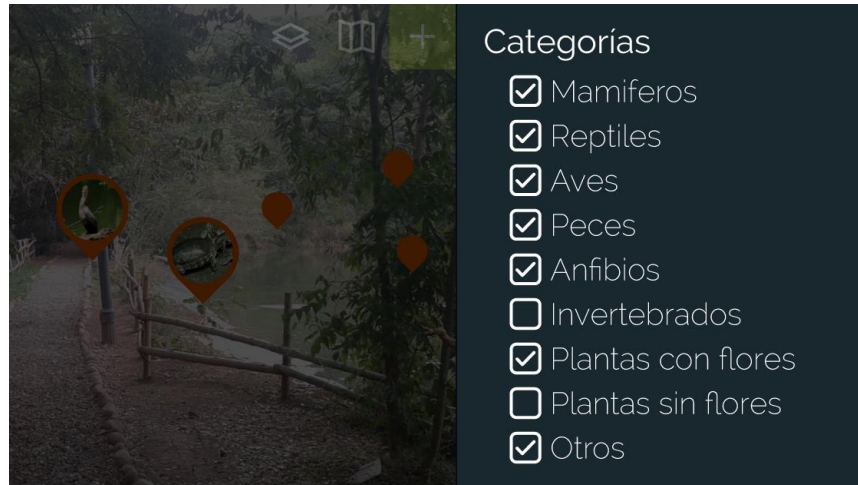 Categorías
Mamiferos
Reptiles
Aves
Peces
Anfibios
Invertebrados
Plantas con flores
Plantas sin flores
Otros